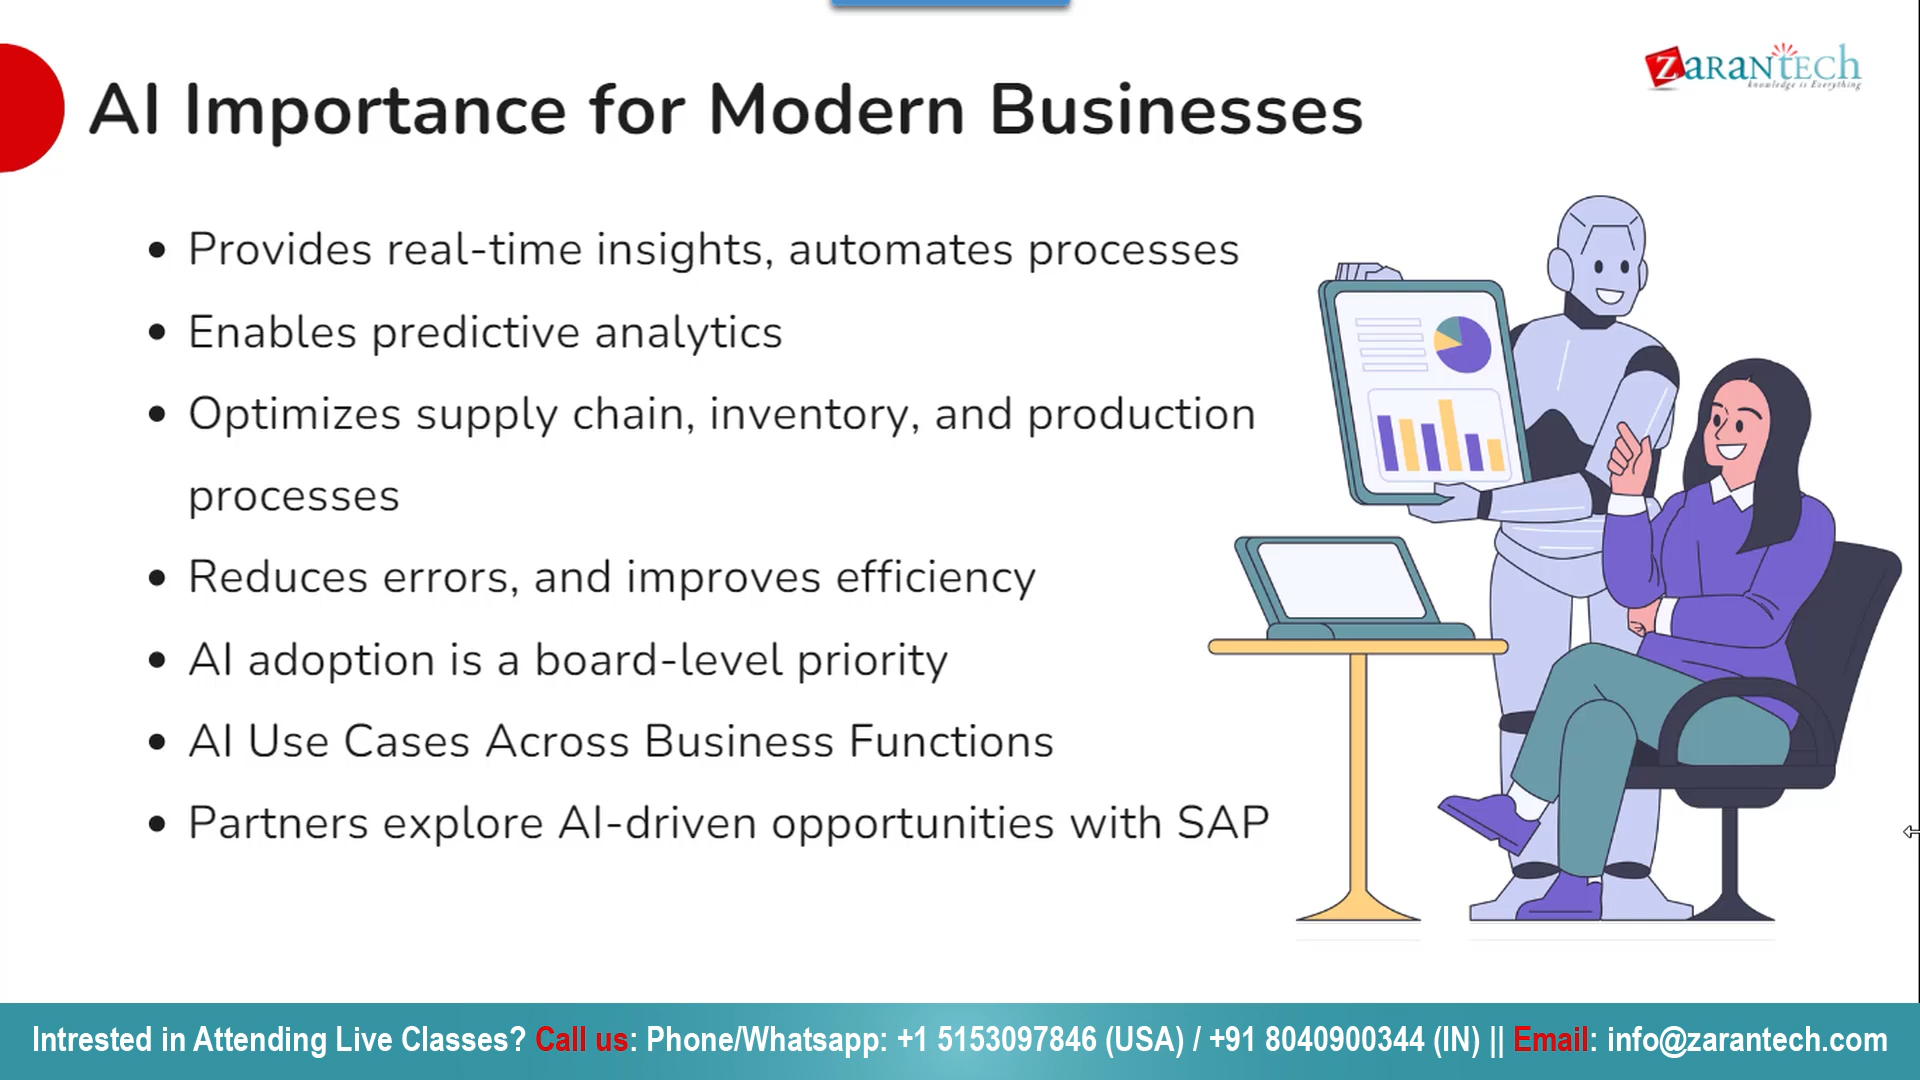 AI Importance for Modern Businesses
ZARANTECH
knowledge is Everything
• Provides real-time insights, automates processes
• Enables predictive analytics
• Optimizes supply chain, inventory, and production
processes
• Reduces errors, and improves efficiency
• AI adoption is a board-level priority
• AI Use Cases Across Business Functions
• Partners explore AI-driven opportunities with SAP
Intrested in Attending Live Classes? Call us: Phone/Whatsapp: +1 5153097846 (USA) / +91 8040900344 (IN) || Email: info@zarantech.com